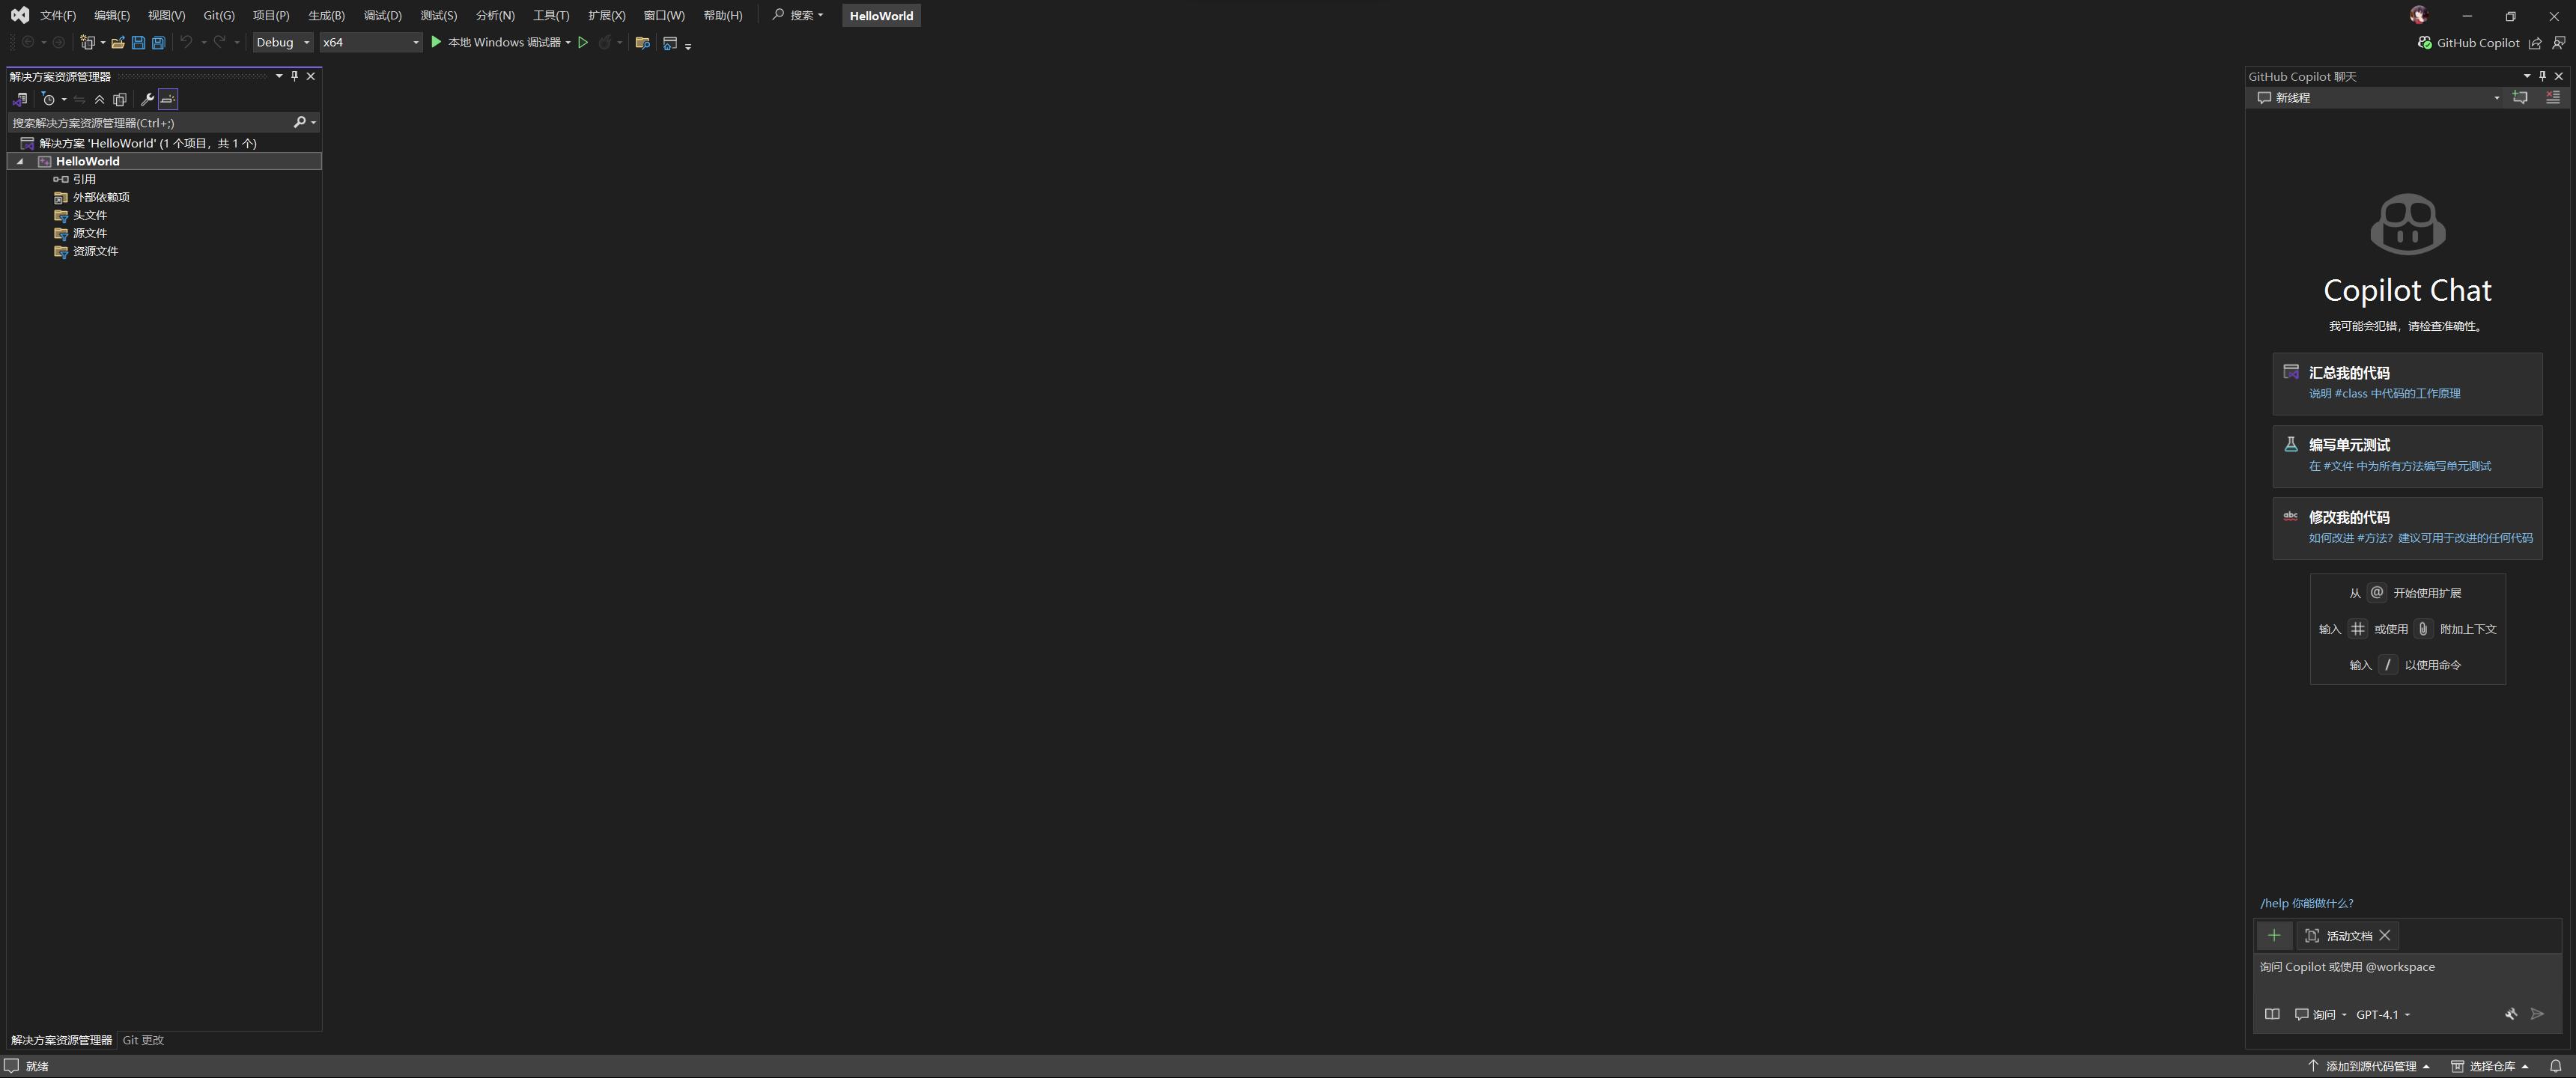 文件(F) 编辑(E) 视图(V) Git(G) 项目(P) 生成(B) 调试(D) 测试(S) 分析(N) 工具(T) 扩展(X) 窗口(W) 帮助(H) 搜索 HelloWorld
Debug x64 本地 Windows 调试器 GitHub Copilot
解决方案资源管理器
搜索解决方案资源管理器(Ctrl+;)
解决方案 'HelloWorld' (1 个项目，共 1 个)
HelloWorld
引用
外部依赖项
头文件
源文件
资源文件
解决方案资源管理器 Git 更改
GitHub Copilot 聊天
新线程
Copilot Chat
我可能会犯错，请检查准确性。
汇总我的代码
说明 #class 中代码的工作原理
编写单元测试
在 #文件 中为所有方法编写单元测试
abc 修改我的代码
如何改进 #方法? 建议可用于改进的任何代码
从 @ 开始使用扩展
输入 # 或使用 附加上下文
输入 / 以使用命令
/help 你能做什么?
活动文档
询问 Copilot 或使用 @workspace
询问 GPT-4.1
就绪 添加到源代码管理 选择仓库